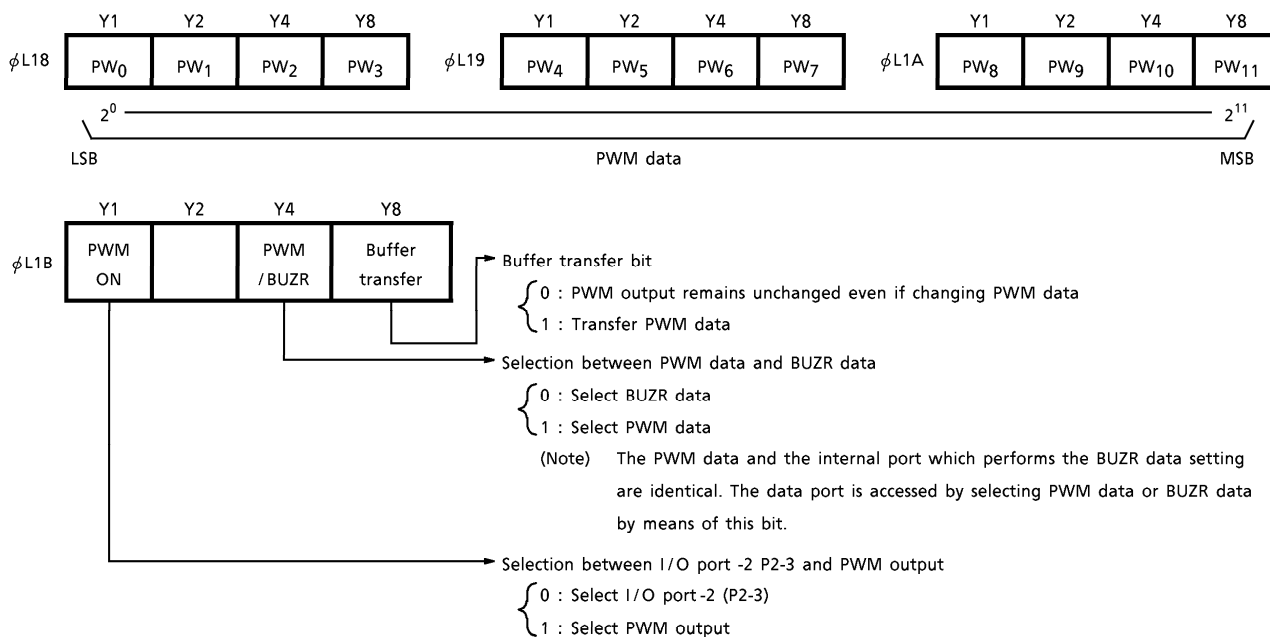 Y1 Y2 Y4 Y8 Y1 Y2 Y4 Y8 Y1 Y2 Y4 Y8
ϕL18 PW0 PW1 PW2 PW3 ϕL19 PW4 PW5 PW6 PW7 ϕL1A PW8 PW9 PW10 PW11
2^0 2^11
LSB PWM data MSB
Y1 Y2 Y4 Y8
ϕL1B
PWM ON
PWM /BUZR
Buffer transfer
Buffer transfer bit
0 : PWM output remains unchanged even if changing PWM data
1 : Transfer PWM data
Selection between PWM data and BUZR data
0 : Select BUZR data
1 : Select PWM data
(Note) The PWM data and the internal port which performs the BUZR data setting
are identical. The data port is accessed by selecting PWM data or BUZR data
by means of this bit.
Selection between I/O port -2 P2-3 and PWM output
0 : Select I/O port-2 (P2-3)
1 : Select PWM output